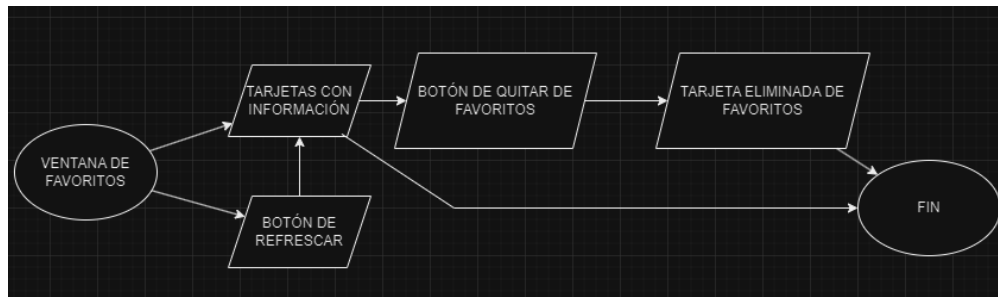 VENTANA DE
FAVORITOS
TARJETAS CON
INFORMACIÓN
BOTÓN DE
REFRESCAR
BOTÓN DE QUITAR DE
FAVORITOS
TARJETA ELIMINADA DE
FAVORITOS
FIN